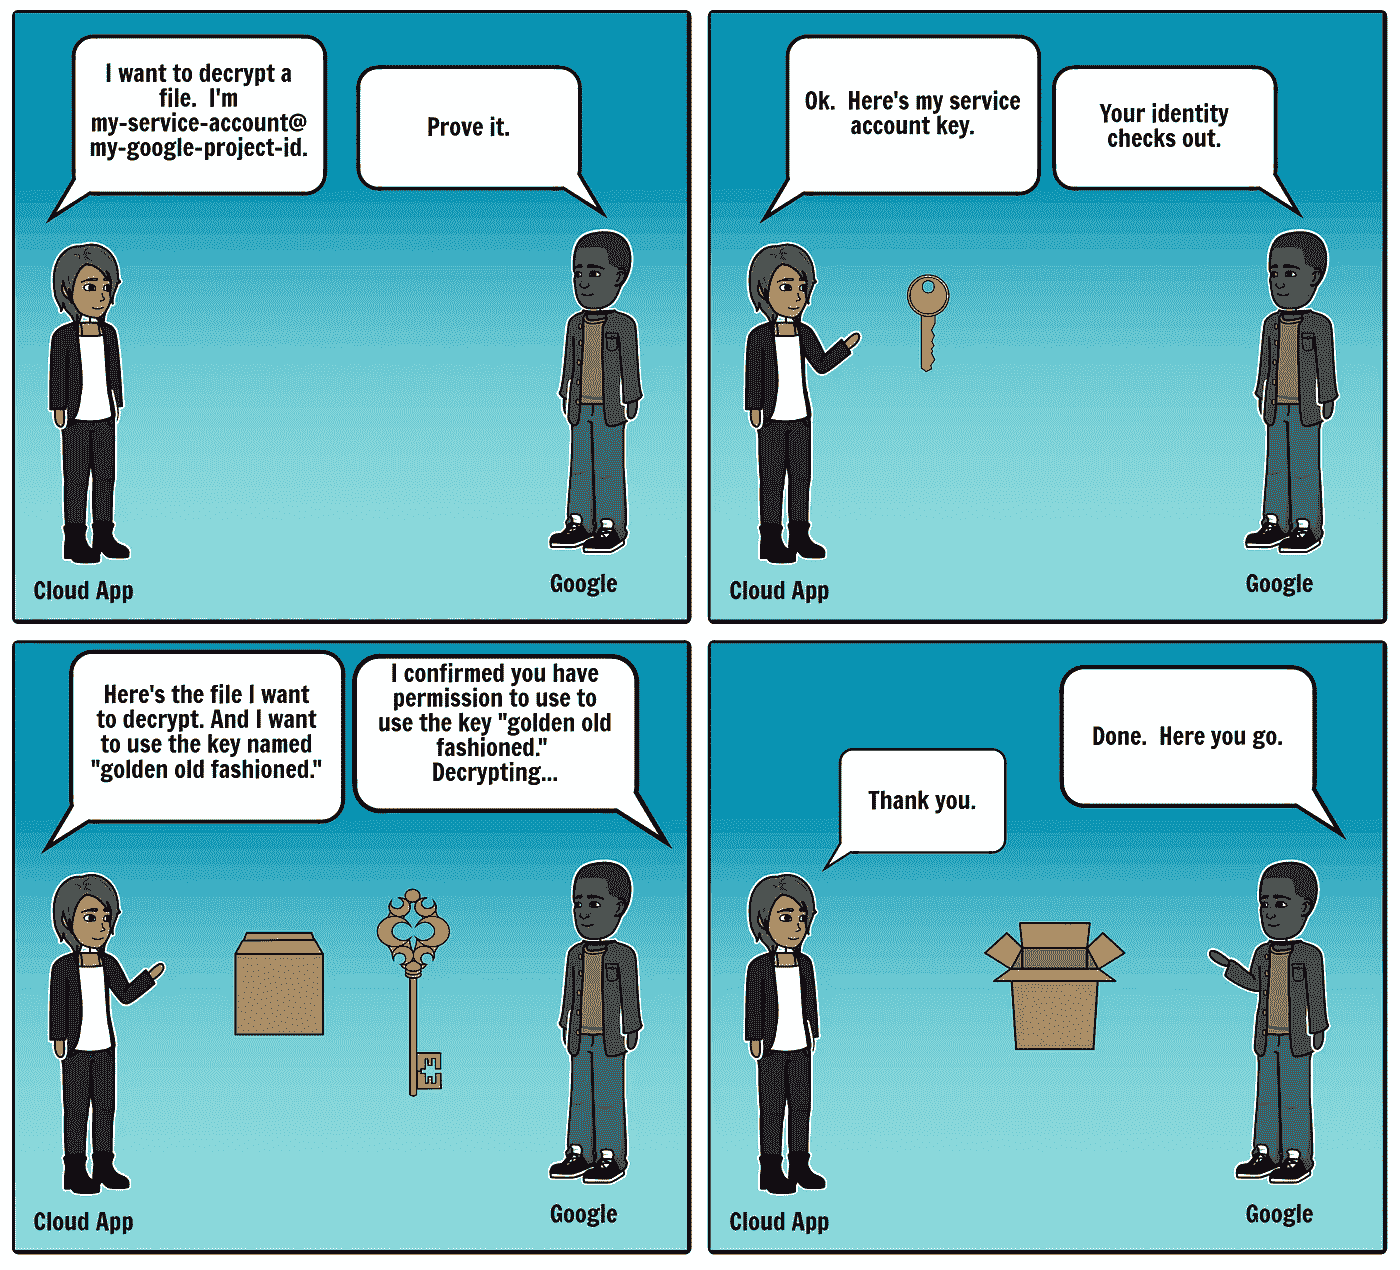 I want to decrypt a
file.  I'm
my-service-account@
my-google-project-id.
Prove it.
Cloud App
Google
Ok.  Here's my service
account key.
Your identity
checks out.
Cloud App
Google
Here's the file I want
to decrypt. And I want
to use the key named
"golden old fashioned."
I confirmed you have
permission to use to
use the key "golden old
fashioned."
Decrypting...
Cloud App
Google
Done.  Here you go.
Thank you.
Cloud App
Google